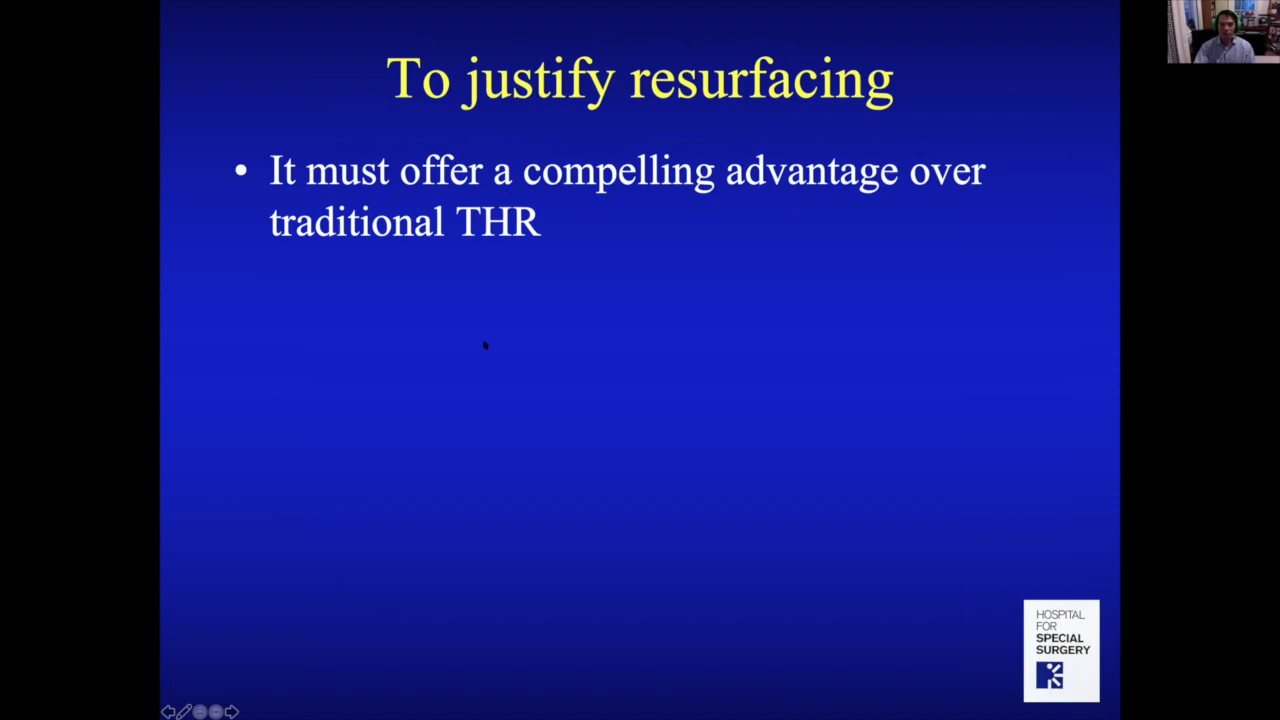 To justify resurfacing
• It must offer a compelling advantage over
traditional THR
HOSPITAL
FOR
SPECIAL
SURGERY